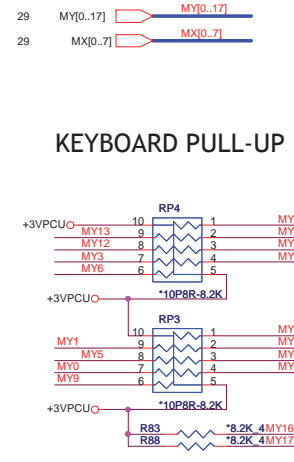 29 MY[0..17] MY[0..17]
29 MX[0..7] MX[0..7]
KEYBOARD PULL-UP
RP4
+3VPCU 10 1 MY
MY13 9 2 MY
MY12 8 3 MY
MY3 7 4 MY
MY6 6 5
+3VPCU *10P8R-8.2K
RP3
10 1 MY
MY1 9 2 MY
MY5 8 3 MY
MY0 7 4 MY
MY9 6 5
+3VPCU *10P8R-8.2K
R83 *8.2K_4 MY16
R88 *8.2K_4 MY17